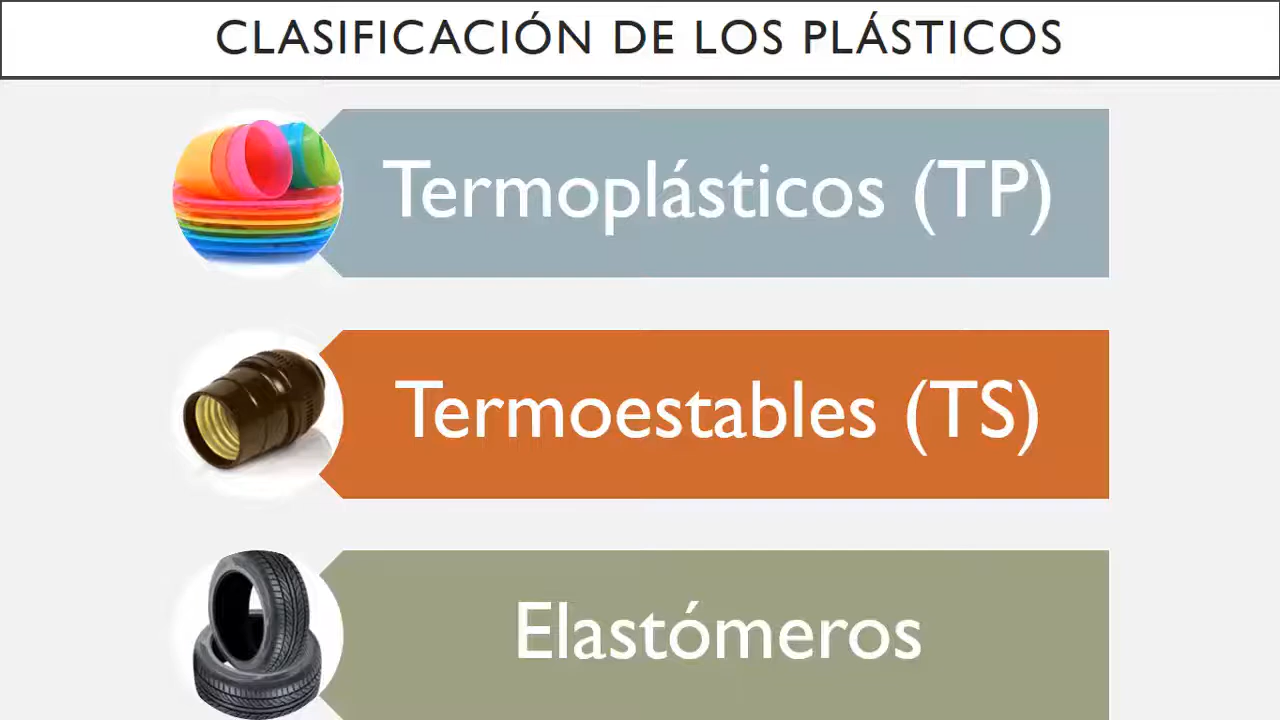 CLASIFICACIÓN DE LOS PLÁSTICOS
Termoplásticos (TP)
Termoestables (TS)
Elastómeros